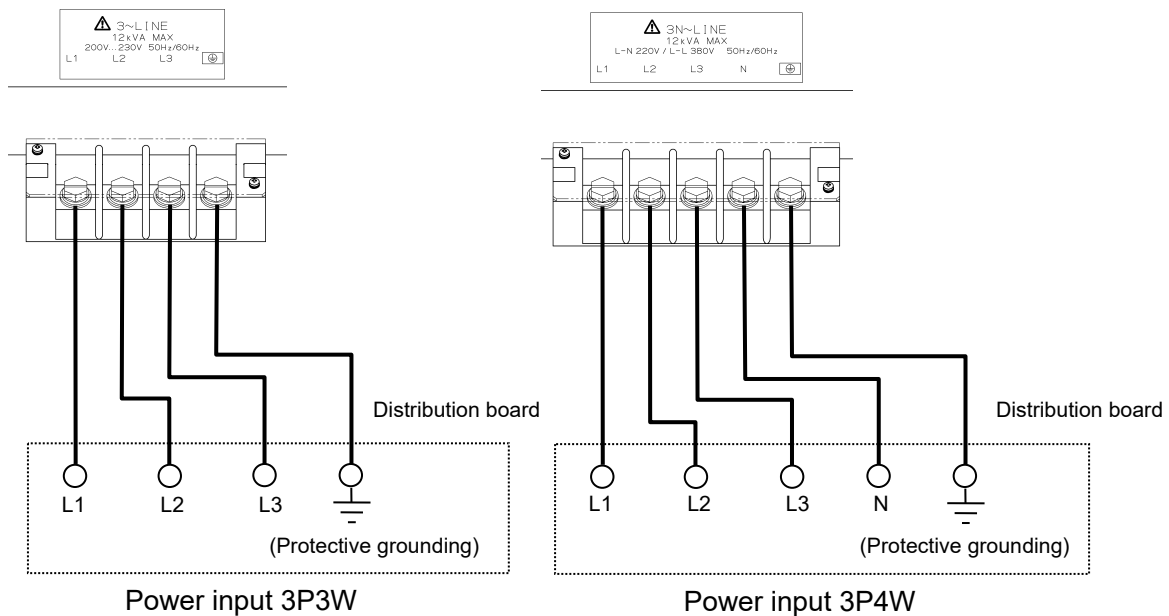 ⚠ 3~LINE
12kVA MAX
200V...230V 50Hz/60Hz
L1 L2 L3
⚠ 3N~LINE
12kVA MAX
L-N 220V / L-L 380V 50Hz/60Hz
L1 L2 L3 N
Distribution board
L1 L2 L3
(Protective grounding)
Power input 3P3W
Distribution board
L1 L2 L3 N
(Protective grounding)
Power input 3P4W